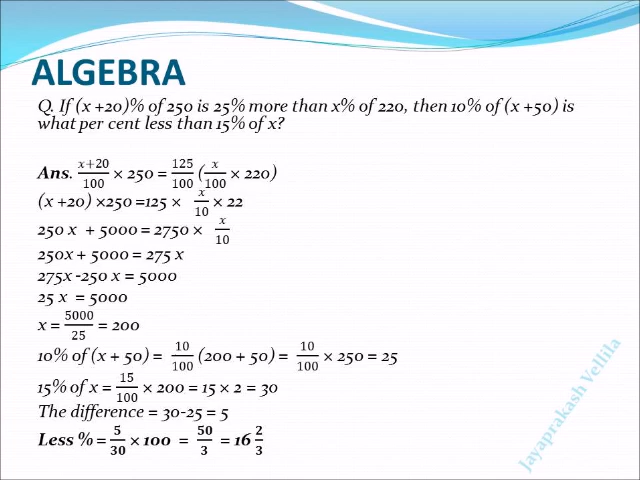 ALGEBRA
Q. If (x +20)% of 250 is 25% more than x% of 220, then 10% of (x +50) is
what per cent less than 15% of x?
Ans. x+20/100 × 250 = 125/100 (x/100 × 220)
(x +20) ×250 =125 × x/10 × 22
250 x + 5000 = 2750 × x/10
250x + 5000 = 275 x
275x -250 x = 5000
25 x = 5000
x = 5000/25 = 200
10% of (x + 50) = 10/100 (200 + 50) = 10/100 × 250 = 25
15% of x = 15/100 × 200 = 15 × 2 = 30
The difference = 30-25 = 5
Less % = 5/30 × 100 = 50/3 = 16 2/3
Jayaprakash Vellila